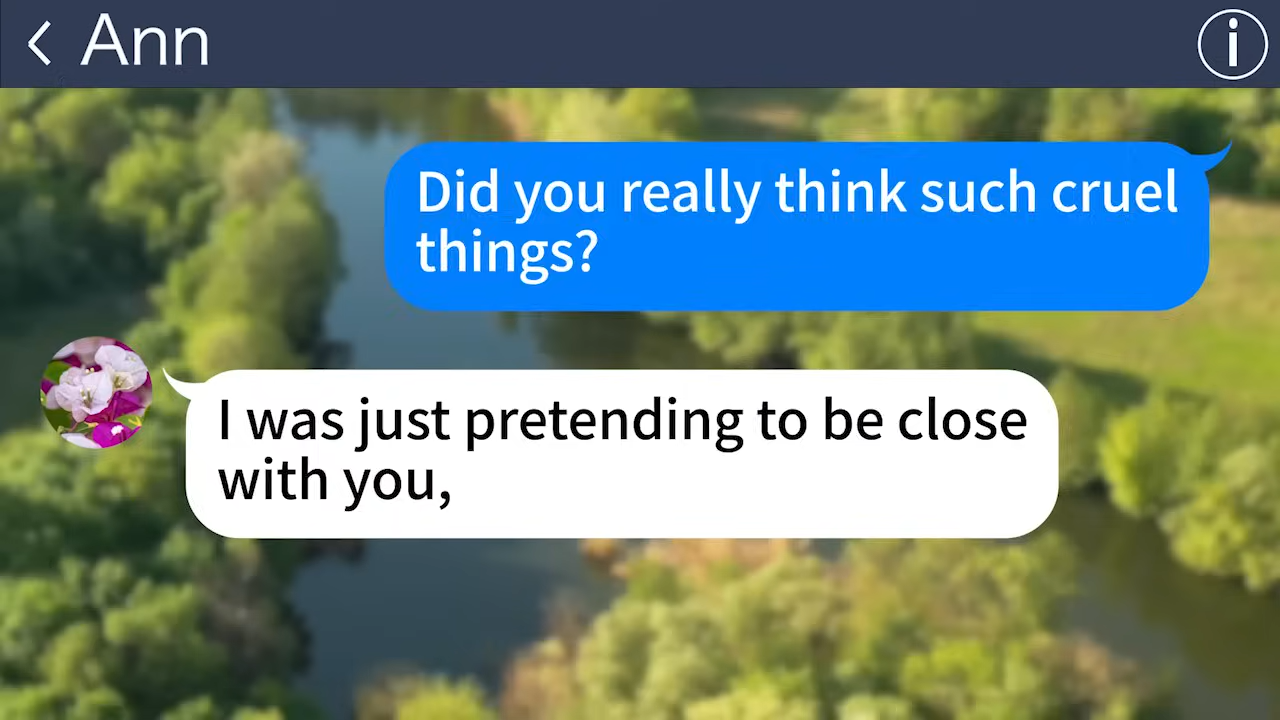 Ann
Did you really think such cruel
things?
I was just pretending to be close
with you,